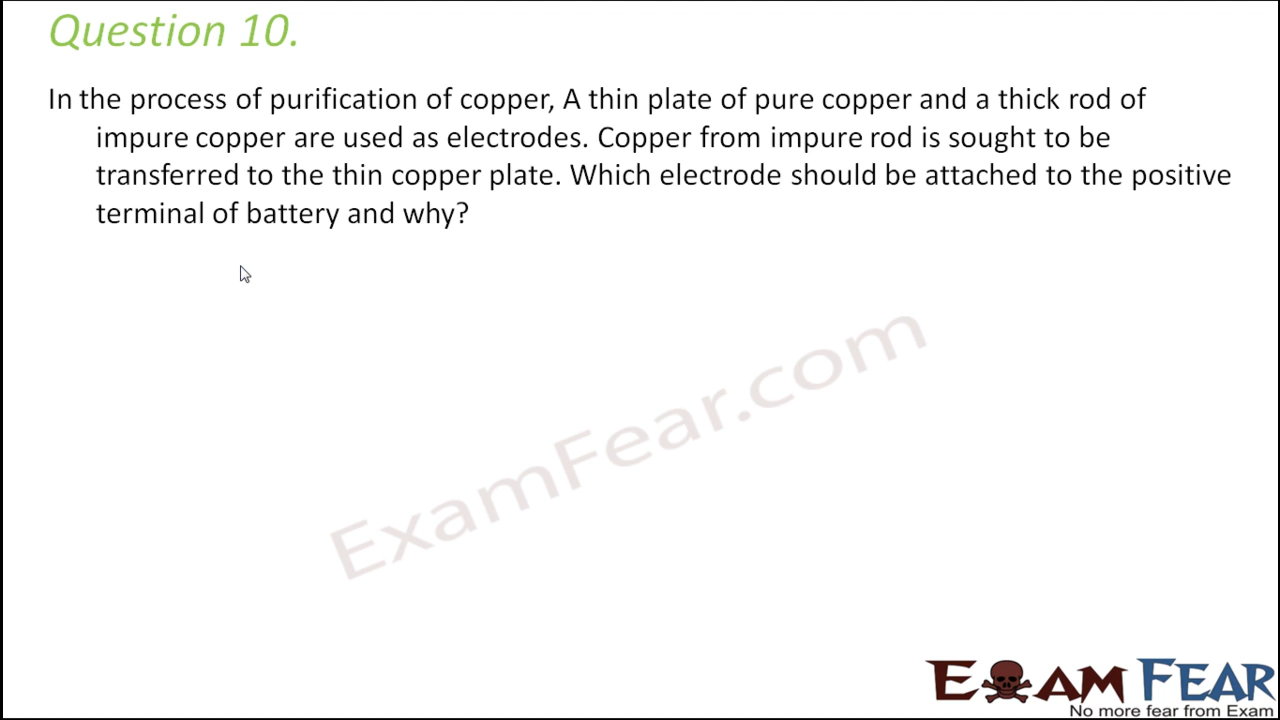 Question 10.
In the process of purification of copper, A thin plate of pure copper and a thick rod of
impure copper are used as electrodes. Copper from impure rod is sought to be
transferred to the thin copper plate. Which electrode should be attached to the positive
terminal of battery and why?
ExamFear.com
EXAM FEAR
No more fear from Exam